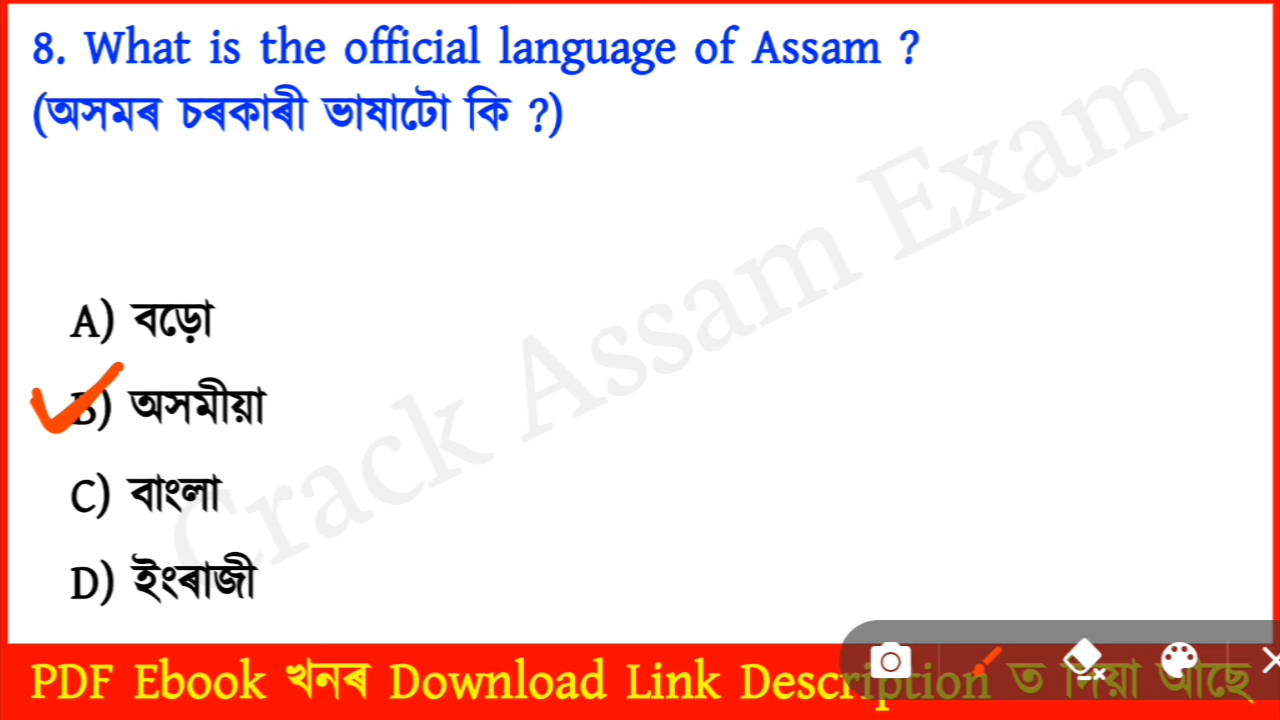 8. What is the official language of Assam ?
(অসমৰ চৰকাৰী ভাষাটো কি ?)
A) বড়ো
B) অসমীয়া
C) বাংলা
D) ইংৰাজী
Crack Assam Exam
PDF Ebook খনৰ Download Link Description ত দিয়া আছে